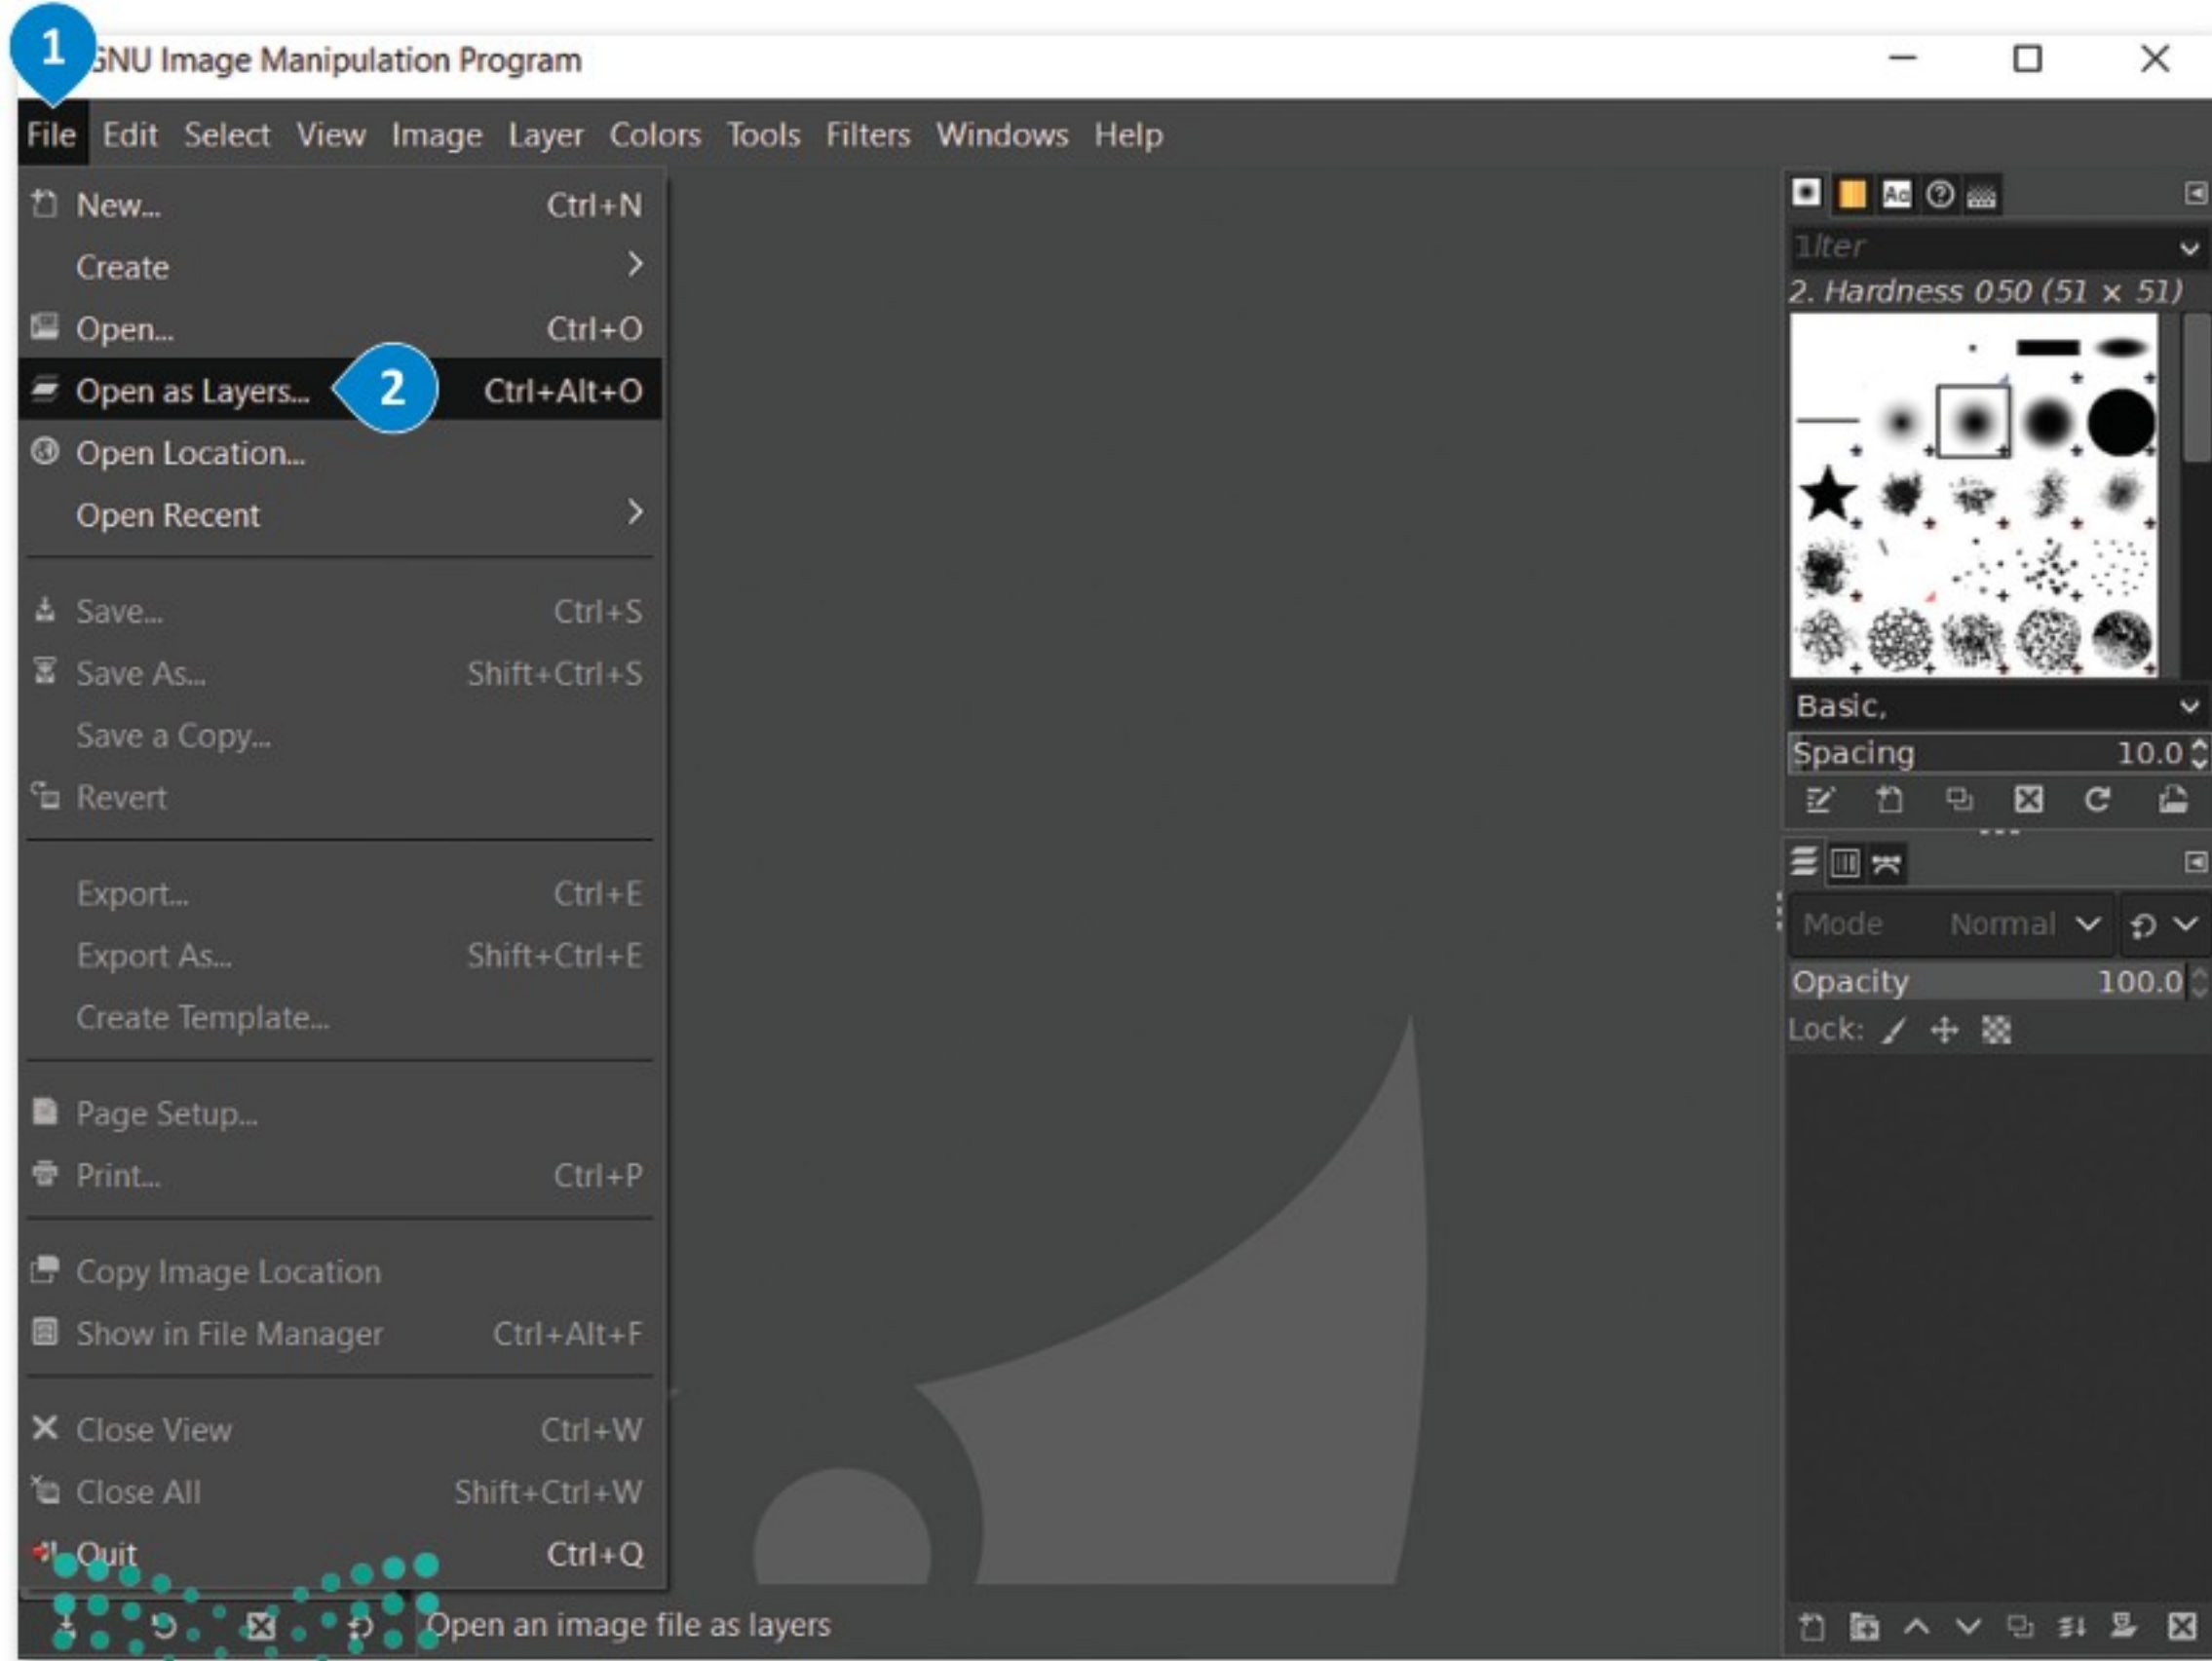 1
GNU Image Manipulation Program
File Edit Select View Image Layer Colors Tools Filters Windows Help
New... Ctrl+N
Create
Open... Ctrl+O
Open as Layers... 2 Ctrl+Alt+O
Open Location...
Open Recent
Save... Ctrl+S
Save As... Shift+Ctrl+S
Save a Copy...
Revert
Export... Ctrl+E
Export As... Shift+Ctrl+E
Create Template...
Page Setup...
Print... Ctrl+P
Copy Image Location
Show in File Manager Ctrl+Alt+F
Close View Ctrl+W
Close All Shift+Ctrl+W
Quit Ctrl+Q
Open an image file as layers
2. Hardness 050 (51 × 51)
Basic,
Spacing 10.0
Mode Normal
Opacity 100.0
Lock: